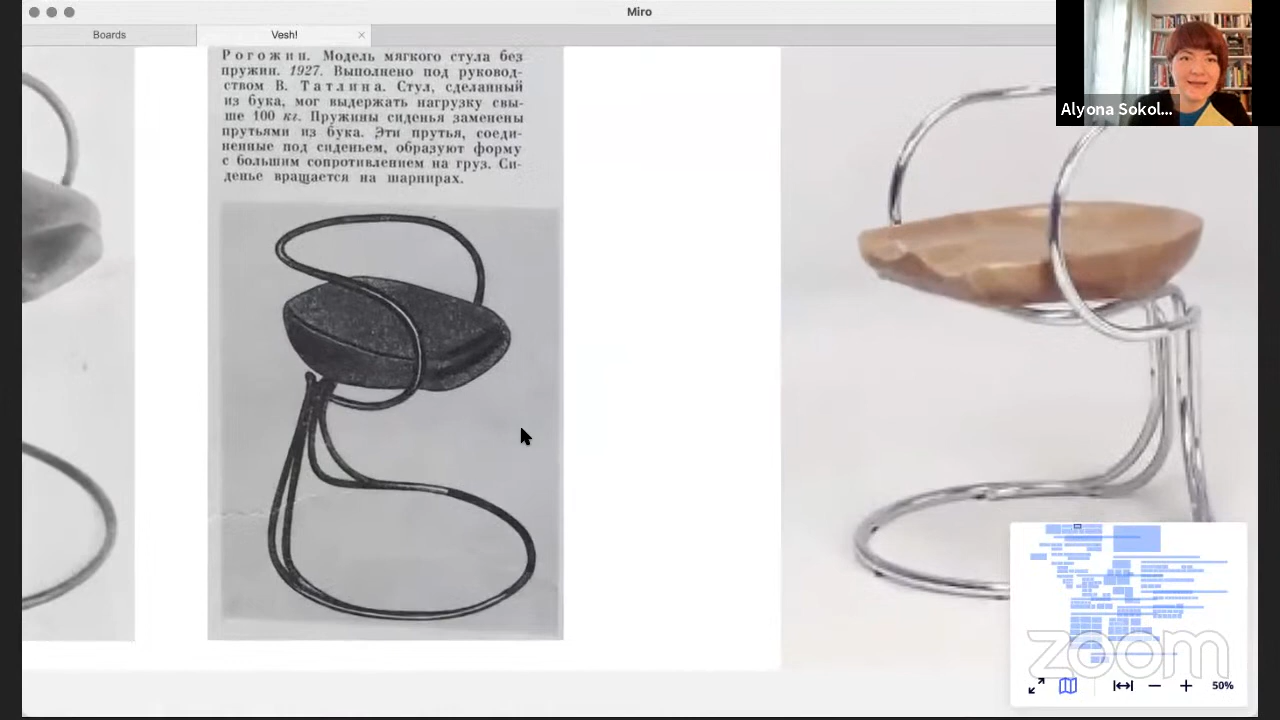 Miro
Boards
Vesh!
Рогожин. Модель мягкого стула без
пружин. 1927. Выполнено под руковод-
ством В. Татлина. Стул, сделанный
из бука, мог выдержать нагрузку свы-
ше 100 кг. Пружины сиденья заменены
прутьями из бука. Эти прутья, соеди-
ненные под сиденьем, образуют форму
с большим сопротивлением на груз. Си-
денье вращается на шарнирах.
Alyona Sokol...
zoom
50%